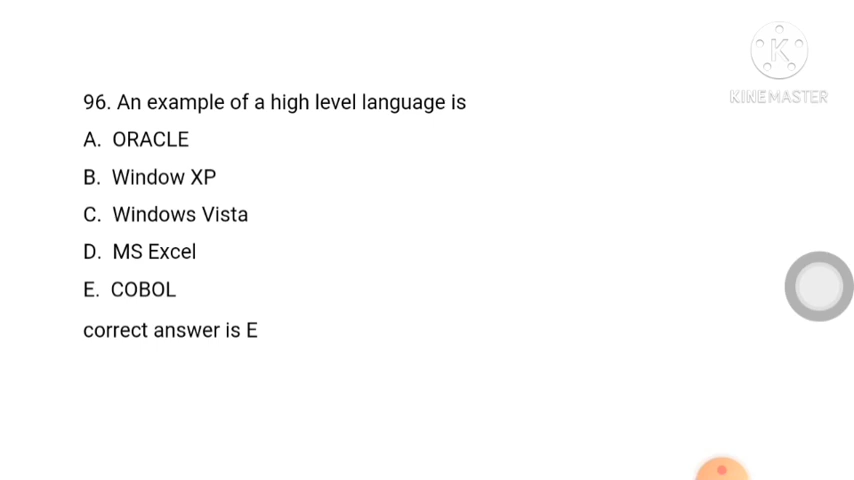 KINEMASTER
96. An example of a high level language is
A. ORACLE
B. Window XP
C. Windows Vista
D. MS Excel
E. COBOL
correct answer is E